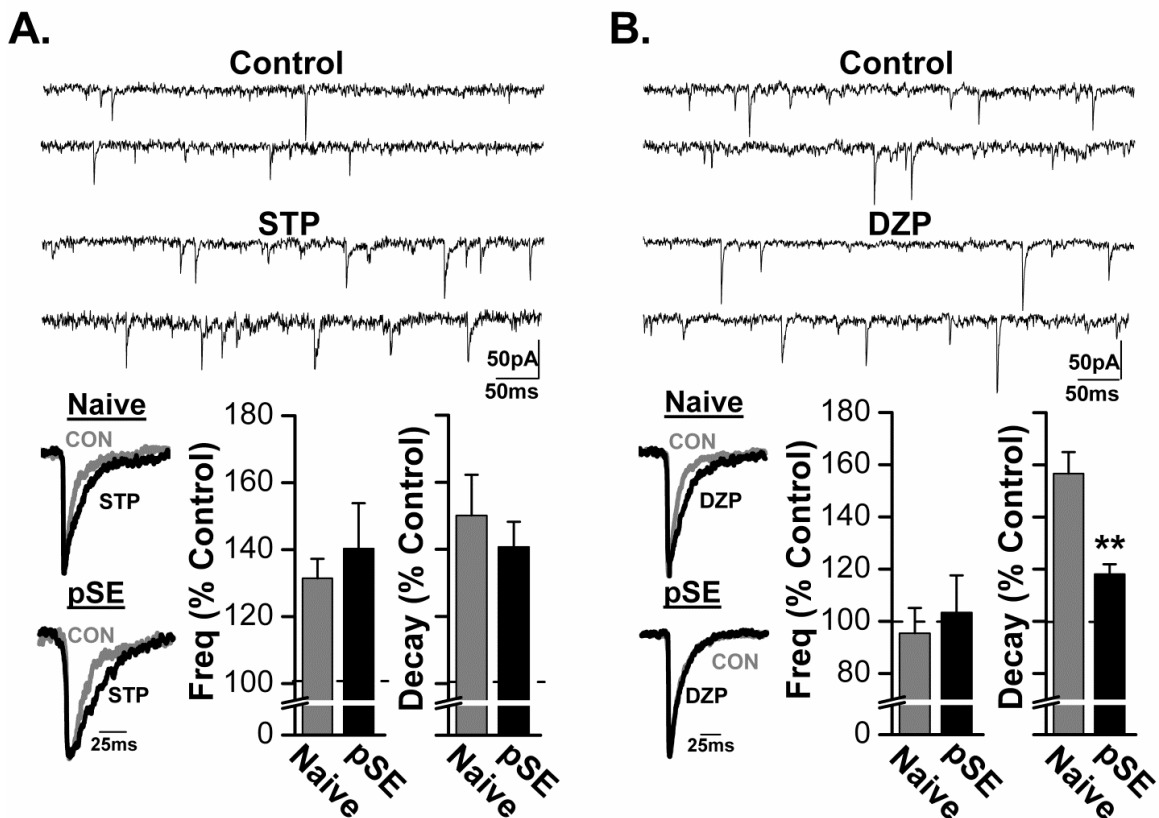 A.
Control
STP
50pA
50ms
Naive
CON
STP
pSE
CON
STP
25ms
Freq (% Control)
180
160
140
120
100
0
Naive
pSE
Decay (% Control)
Naive
pSE
B.
Control
DZP
50pA
50ms
Naive
CON
DZP
pSE
CON
DZP
25ms
Freq (% Control)
180
160
140
120
100
80
0
Naive
pSE
Decay (% Control)
**
Naive
pSE